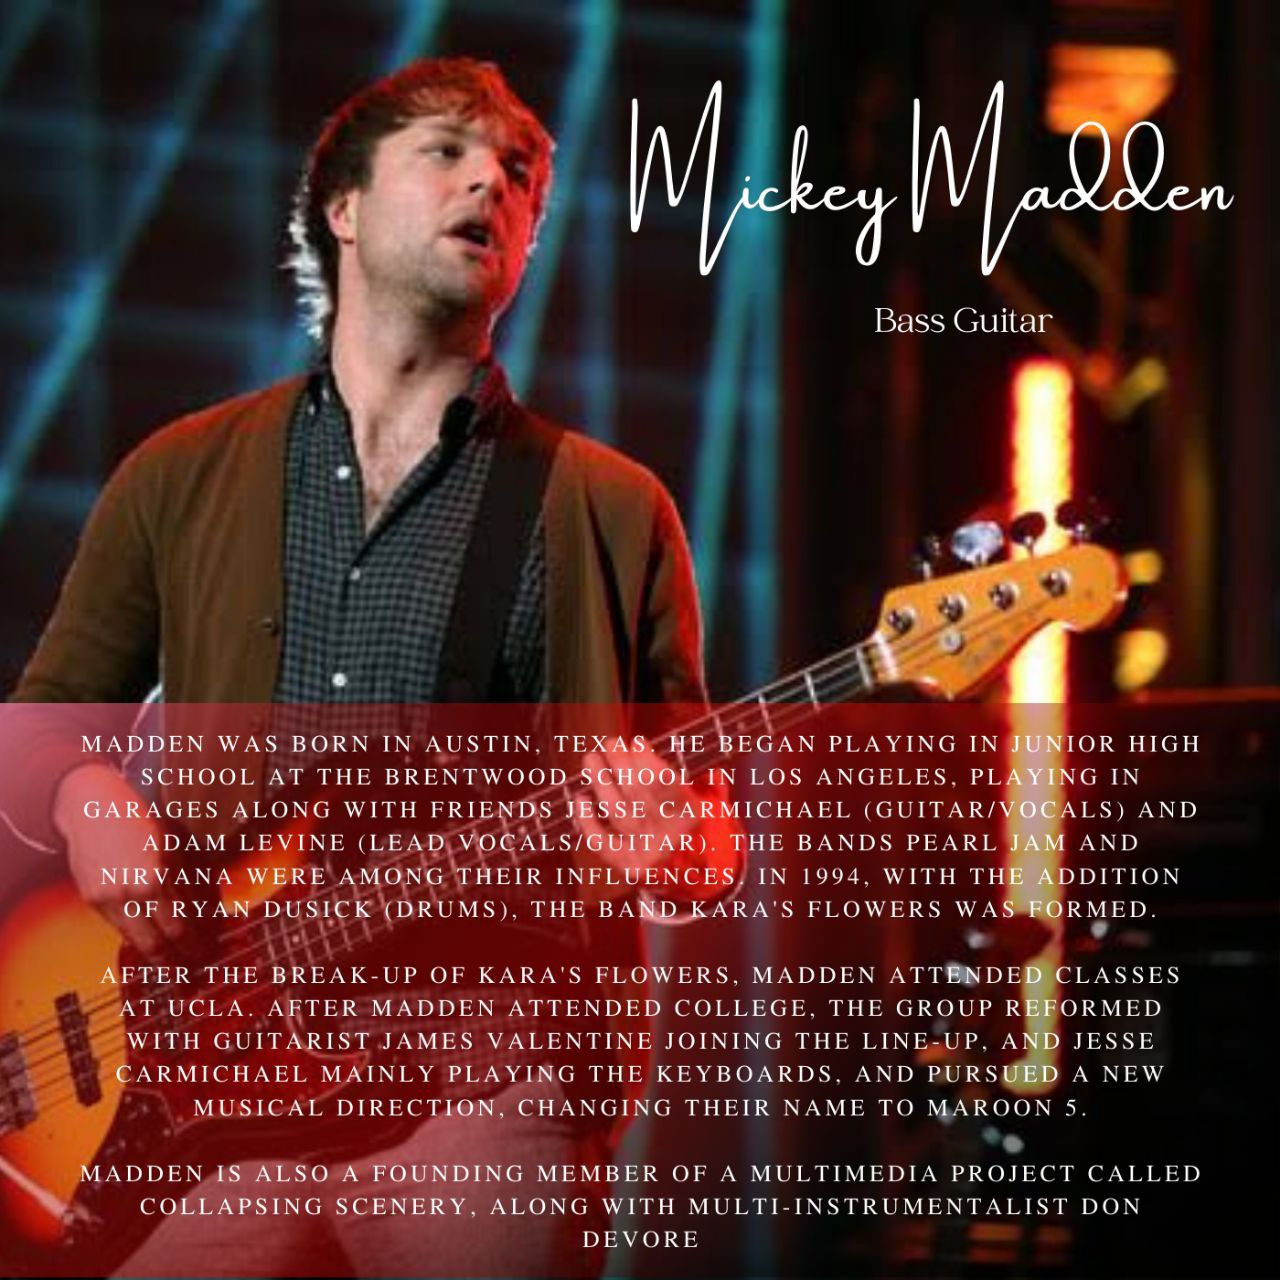 Mickey Madden
Bass Guitar
MADDEN WAS BORN IN AUSTIN, TEXAS. HE BEGAN PLAYING IN JUNIOR HIGH
SCHOOL AT THE BRENTWOOD SCHOOL IN LOS ANGELES, PLAYING IN
GARAGES ALONG WITH FRIENDS JESSE CARMICHAEL (GUITAR/VOCALS) AND
ADAM LEVINE (LEAD VOCALS/GUITAR). THE BANDS PEARL JAM AND
NIRVANA WERE AMONG THEIR INFLUENCES. IN 1994, WITH THE ADDITION
OF RYAN DUSICK (DRUMS), THE BAND KARA'S FLOWERS WAS FORMED.
AFTER THE BREAK-UP OF KARA'S FLOWERS, MADDEN ATTENDED CLASSES
AT UCLA. AFTER MADDEN ATTENDED COLLEGE, THE GROUP REFORMED
WITH GUITARIST JAMES VALENTINE JOINING THE LINE-UP, AND JESSE
CARMICHAEL MAINLY PLAYING THE KEYBOARDS, AND PURSUED A NEW
MUSICAL DIRECTION, CHANGING THEIR NAME TO MAROON 5.
MADDEN IS ALSO A FOUNDING MEMBER OF A MULTIMEDIA PROJECT CALLED
COLLAPSING SCENERY, ALONG WITH MULTI-INSTRUMENTALIST DON
DEVORE